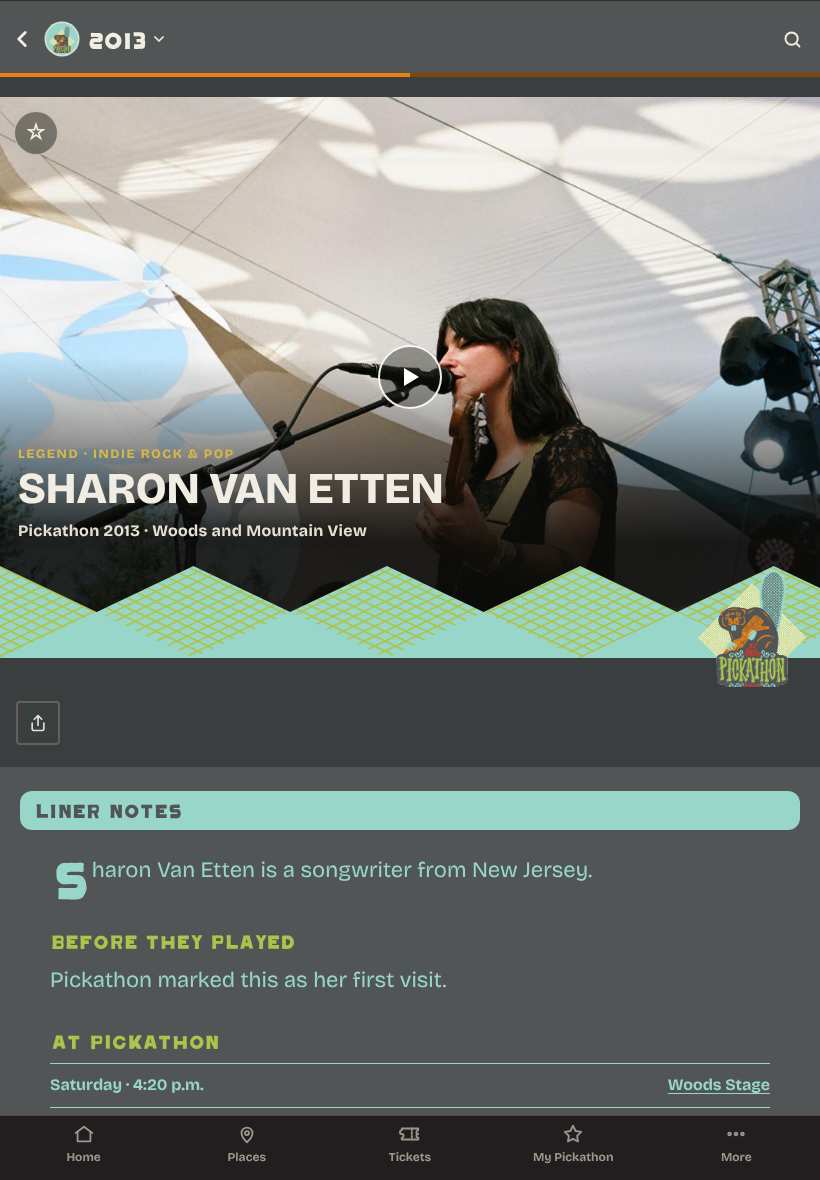 2013
LEGEND · INDIE ROCK & POP
SHARON VAN ETTEN
Pickathon 2013 · Woods and Mountain View
PICKATHON
LINER NOTES
Sharon Van Etten is a songwriter from New Jersey.
BEFORE THEY PLAYED
Pickathon marked this as her first visit.
AT PICKATHON
Saturday · 4:20 p.m. Woods Stage
Home Places Tickets My Pickathon More